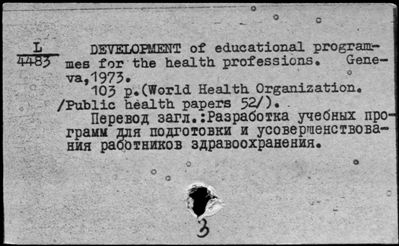 L DEVELOPMENT of educational program-
4483 mes for the health professions. Gene-
va,1973.
103 p.(World Health Organization.
/Public health papers 52/).
Перевод загл.:Разработка учебных про-
грамм для подготовки и усовершенствова-
ния работников здравоохранения.
3